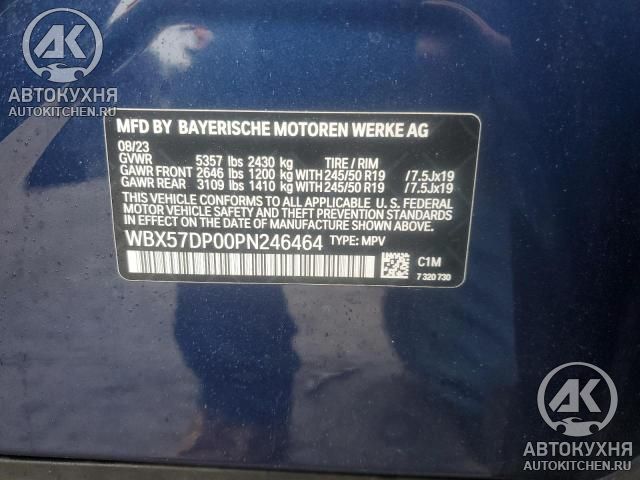 AK
АВТОКУХНЯ
AUTOKITCHEN.RU
MFD BY BAYERISCHE MOTOREN WERKE AG
08/23
GVWR 5357 lbs 2430 kg TIRE / RIM
GAWR FRONT 2646 lbs 1200 kg WITH 245/50 R19 /7.5Jx19
GAWR REAR 3109 lbs 1410 kg WITH 245/50 R19 /7.5Jx19
THIS VEHICLE CONFORMS TO ALL APPLICABLE U. S. FEDERAL
MOTOR VEHICLE SAFETY AND THEFT PREVENTION STANDARDS
IN EFFECT ON THE DATE OF MANUFACTURE SHOWN ABOVE.
WBX57DP00PN246464 TYPE: MPV
C1M
7 320 730
AK
АВТОКУХНЯ
AUTOKITCHEN.RU